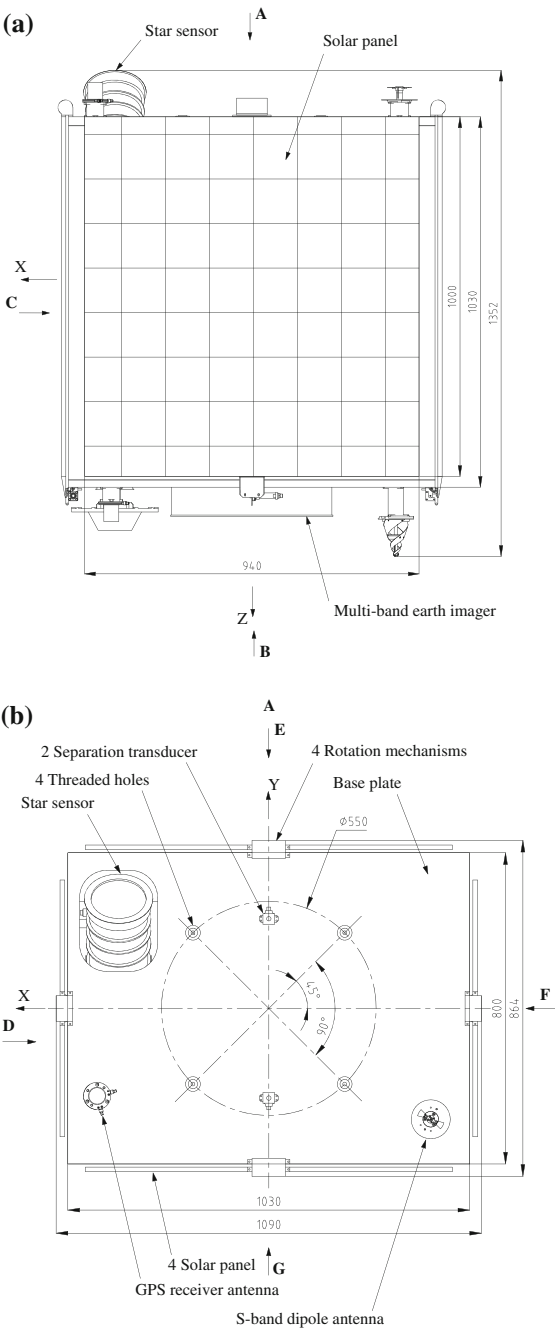 (a)
A
Star sensor
Solar panel
X
C
1000
1030
1352
940
Z
Multi-band earth imager
B
(b)
A
E
2 Separation transducer
4 Rotation mechanisms
4 Threaded holes
Y
Base plate
Star sensor
Ø550
X
45°
90°
F
D
800
864
1030
1090
4 Solar panel
G
GPS receiver antenna
S-band dipole antenna